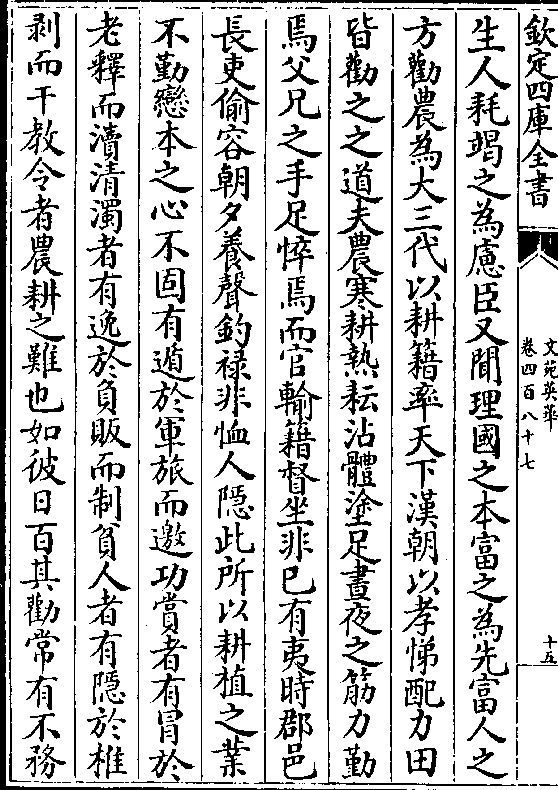 欽定四庫全書
文苑英華
卷四百八十七
十五
生人耗竭之為慮臣又聞理國之本富之為先富人之
方勸農為大三代以耕籍率天下漢朝以孝悌配力田
皆勸之之道夫農寒耕熱耘沾體塗足晝夜之筋力勤
焉父兄之手足悴焉而官輸籍督坐非已有夷時郡邑
長吏偷容朝夕養聲釣禄非恤人隱此所以耕植之業
不勤戀本之心不固有遁於軍旅而邀功賞者有冒於
老釋而瀆清濁者有逸於負販而制貧人者有隱於椎
剥而干教令者農耕之難也如彼日百其勸常有不務